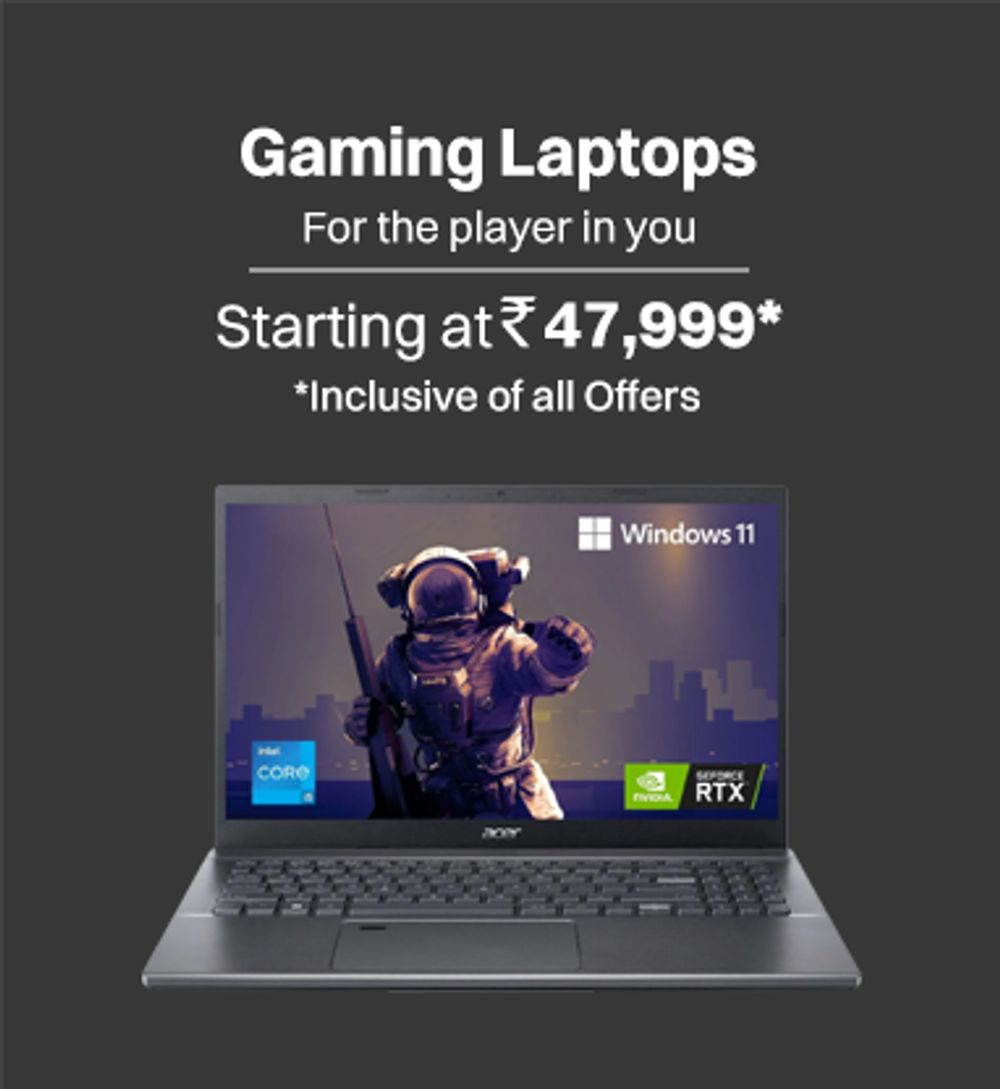 Gaming Laptops
For the player in you
Starting at ₹ 47,999*
*Inclusive of all Offers
Windows 11
intel
CORE
i5
NVIDIA.
GEFORCE
RTX
acer